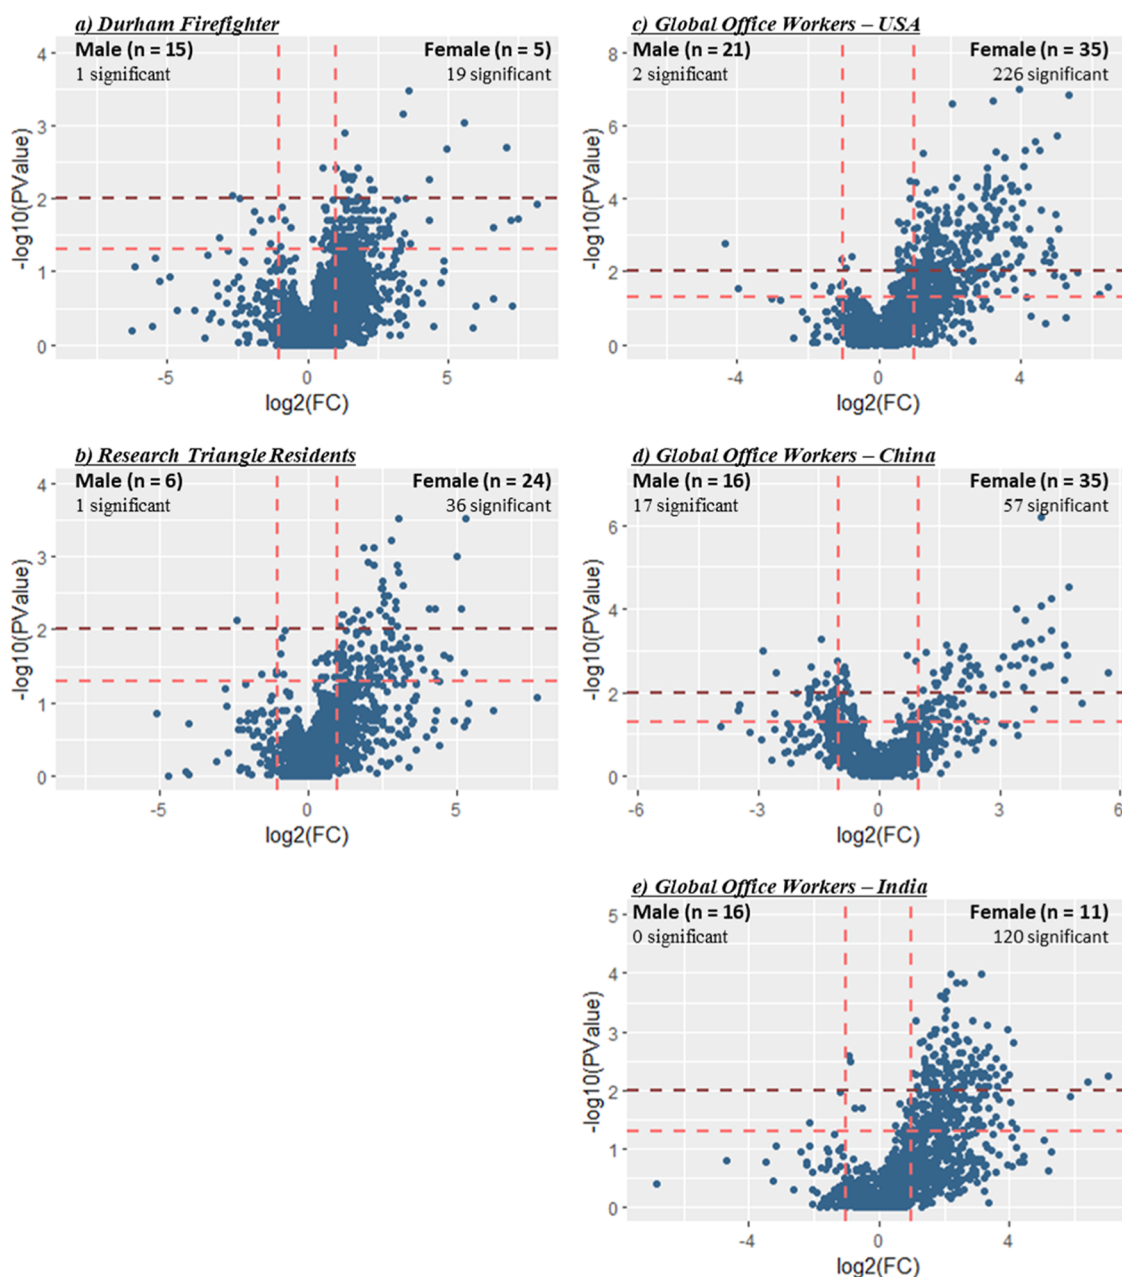 a) Durham Firefighter
Male (n = 15) Female (n = 5)
1 significant 19 significant
4
3
2
1
0
-log10(PValue)
-5 0 5
log2(FC)
b) Research Triangle Residents
Male (n = 6) Female (n = 24)
1 significant 36 significant
4
3
2
1
0
-log10(PValue)
-5 0 5
log2(FC)
c) Global Office Workers – USA
Male (n = 21) Female (n = 35)
2 significant 226 significant
8
6
4
2
0
-log10(PValue)
-4 0 4
log2(FC)
d) Global Office Workers – China
Male (n = 16) Female (n = 35)
17 significant 57 significant
6
4
2
0
-log10(PValue)
-6 -3 0 3 6
log2(FC)
e) Global Office Workers – India
Male (n = 16) Female (n = 11)
0 significant 120 significant
5
4
3
2
1
0
-log10(PValue)
-4 0 4
log2(FC)